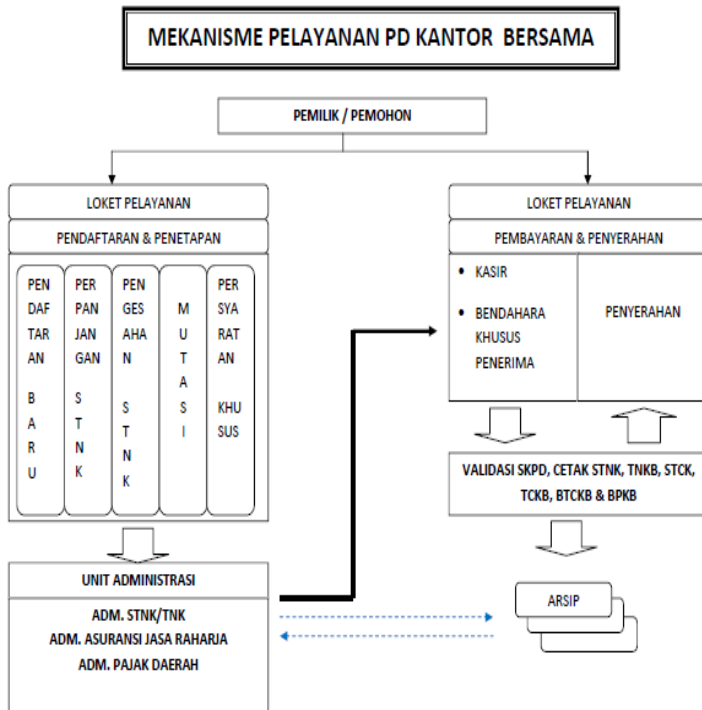 MEKANISME PELAYANAN PD KANTOR BERSAMA
PEMILIK / PEMOHON
LOKET PELAYANAN
PENDAFTARAN & PENETAPAN
PEN
DAF
TAR
AN
B
A
R
U
PER
PAN
JAN
GAN
S
T
N
K
PEN
GES
AHA
N
S
T
N
K
M
U
T
A
S
I
PER
SYA
RAT
AN
KHU
SUS
UNIT ADMINISTRASI
ADM. STNK/TNK
ADM. ASURANSI JASA RAHARJA
ADM. PAJAK DAERAH
LOKET PELAYANAN
PEMBAYARAN & PENYERAHAN
• KASIR
• BENDAHARA
KHUSUS
PENERIMA
PENYERAHAN
VALIDASI SKPD, CETAK STNK, TNKB, STCK,
TCKB, BTCKB & BPKB
ARSIP